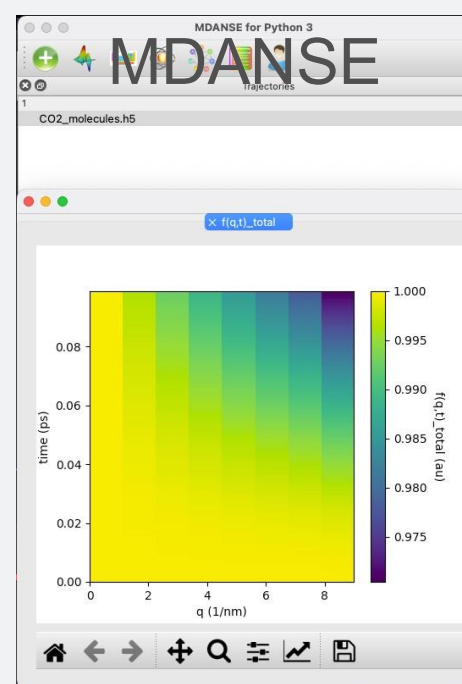 MDANSE for Python 3
MDANSE
Trajectories
1
CO2_molecules.h5
× f(q,t)_total
1.000
0.995
0.990
0.985
0.980
0.975
f(q,t)_total (au)
0.08
0.06
0.04
0.02
0.00
time (ps)
0 2 4 6 8
q (1/nm)